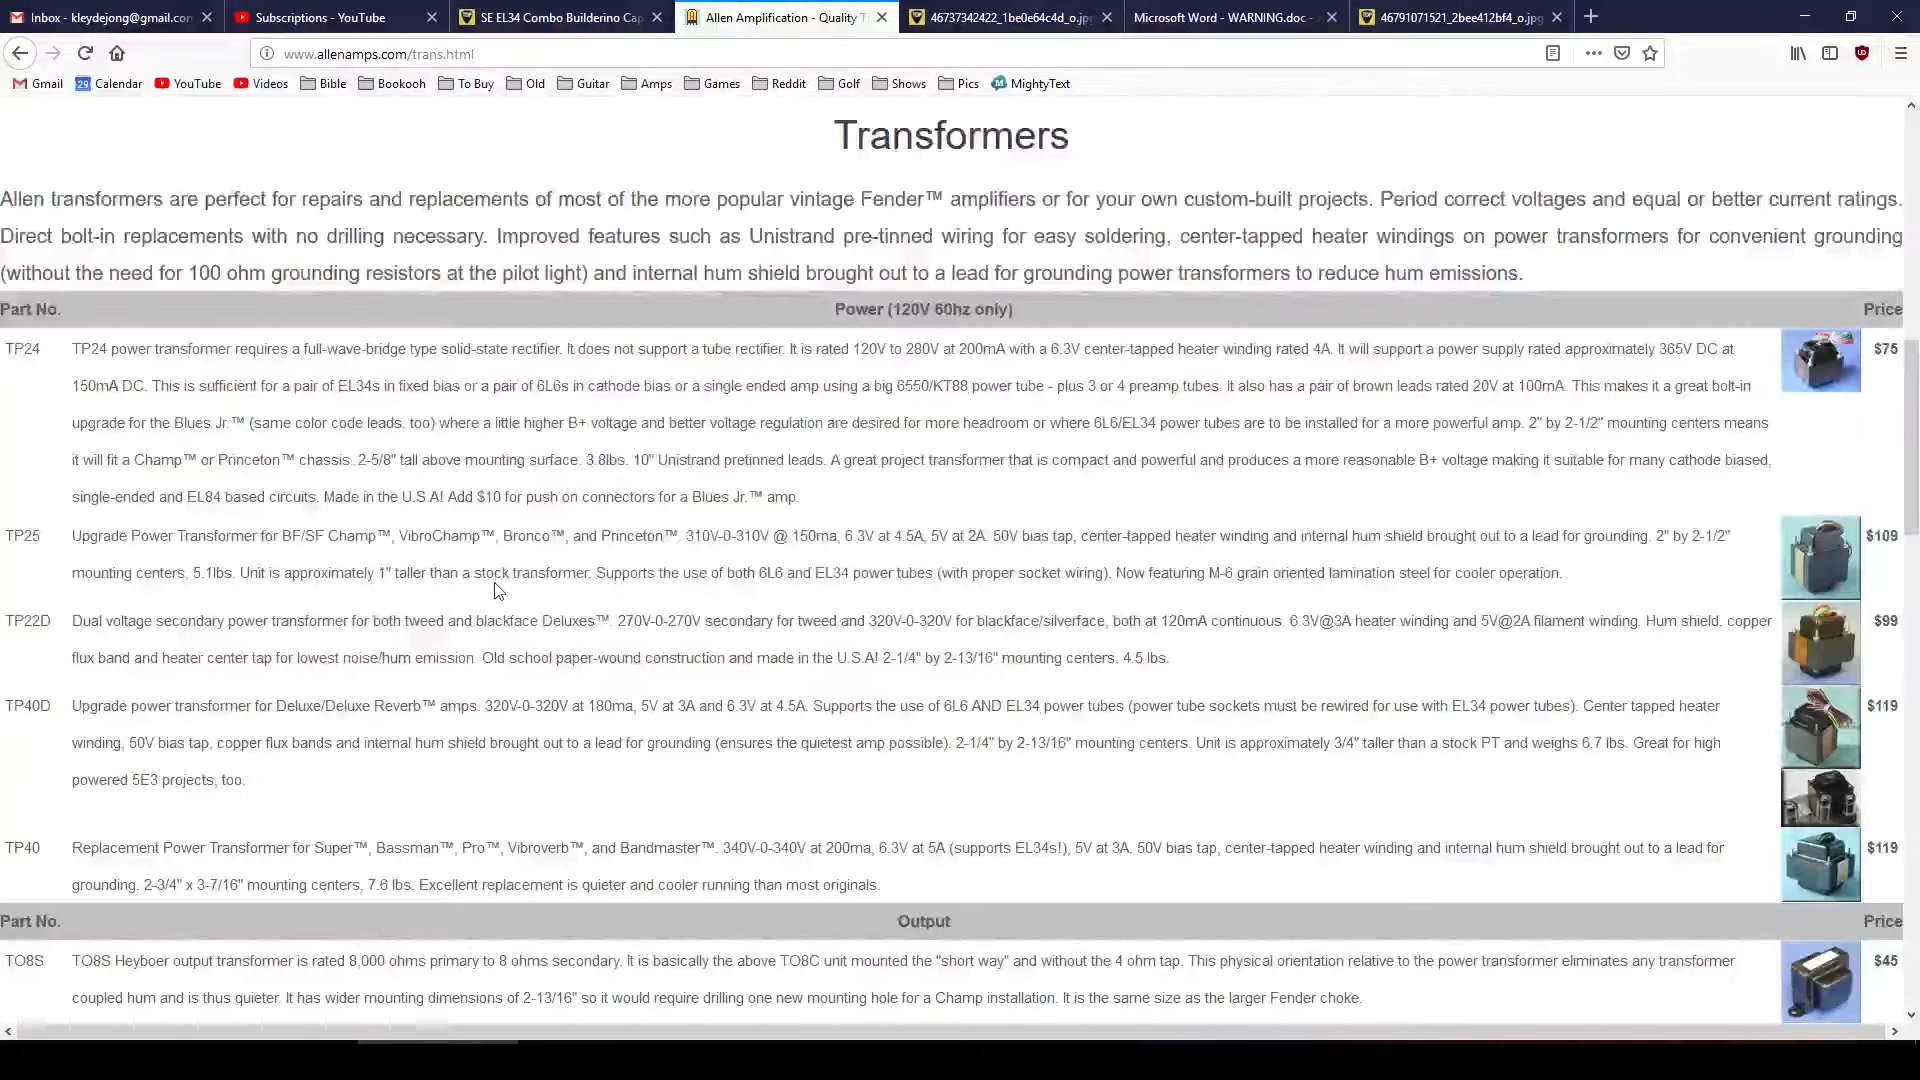 Inbox - kleydejong@gmail.con
Subscriptions - YouTube
SE EL34 Combo Builderino Cap
Allen Amplification - Quality T
46737342422_1be0e64c4d_o.jpg
Microsoft Word - WARNING.doc -
46791071521_2bee412bf4_o.jpg
www.allenamps.com/trans.html
Gmail
29 Calendar
YouTube
Videos
Bible
Bookooh
To Buy
Old
Guitar
Amps
Games
Reddit
Golf
Shows
Pics
MightyText
Transformers
Allen transformers are perfect for repairs and replacements of most of the more popular vintage Fender™ amplifiers or for your own custom-built projects. Period correct voltages and equal or better current ratings.
Direct bolt-in replacements with no drilling necessary. Improved features such as Unistrand pre-tinned wiring for easy soldering, center-tapped heater windings on power transformers for convenient grounding
(without the need for 100 ohm grounding resistors at the pilot light) and internal hum shield brought out to a lead for grounding power transformers to reduce hum emissions.
Part No. Power (120V 60hz only) Price
TP24 TP24 power transformer requires a full-wave-bridge type solid-state rectifier. It does not support a tube rectifier. It is rated 120V to 280V at 200mA with a 6.3V center-tapped heater winding rated 4A. It will support a power supply rated approximately 365V DC at $75
150mA DC. This is sufficient for a pair of EL34s in fixed bias or a pair of 6L6s in cathode bias or a single ended amp using a big 6550/KT88 power tube - plus 3 or 4 preamp tubes. It also has a pair of brown leads rated 20V at 100mA. This makes it a great bolt-in
upgrade for the Blues Jr.™ (same color code leads, too) where a little higher B+ voltage and better voltage regulation are desired for more headroom or where 6L6/EL34 power tubes are to be installed for a more powerful amp. 2" by 2-1/2" mounting centers means
it will fit a Champ™ or Princeton™ chassis. 2-5/8" tall above mounting surface. 3.8lbs. 10" Unistrand pretinned leads. A great project transformer that is compact and powerful and produces a more reasonable B+ voltage making it suitable for many cathode biased,
single-ended and EL84 based circuits. Made in the U.S.A! Add $10 for push on connectors for a Blues Jr.™ amp.
TP25 Upgrade Power Transformer for BF/SF Champ™, VibroChamp™, Bronco™, and Princeton™. 310V-0-310V @ 150ma, 6.3V at 4.5A, 5V at 2A. 50V bias tap, center-tapped heater winding and internal hum shield brought out to a lead for grounding. 2" by 2-1/2" $109
mounting centers, 5.1lbs. Unit is approximately 1" taller than a stock transformer. Supports the use of both 6L6 and EL34 power tubes (with proper socket wiring). Now featuring M-6 grain oriented lamination steel for cooler operation.
TP22D Dual voltage secondary power transformer for both tweed and blackface Deluxes™. 270V-0-270V secondary for tweed and 320V-0-320V for blackface/silverface, both at 120mA continuous. 6.3V@3A heater winding and 5V@2A filament winding. Hum shield, copper $99
flux band and heater center tap for lowest noise/hum emission. Old school paper-wound construction and made in the U.S.A! 2-1/4" by 2-13/16" mounting centers. 4.5 lbs.
TP40D Upgrade power transformer for Deluxe/Deluxe Reverb™ amps. 320V-0-320V at 180ma, 5V at 3A and 6.3V at 4.5A. Supports the use of 6L6 AND EL34 power tubes (power tube sockets must be rewired for use with EL34 power tubes). Center tapped heater $119
winding, 50V bias tap, copper flux bands and internal hum shield brought out to a lead for grounding (ensures the quietest amp possible). 2-1/4" by 2-13/16" mounting centers. Unit is approximately 3/4" taller than a stock PT and weighs 6.7 lbs. Great for high
powered 5E3 projects, too.
TP40 Replacement Power Transformer for Super™, Bassman™, Pro™, Vibroverb™, and Bandmaster™. 340V-0-340V at 200ma, 6.3V at 5A (supports EL34s!), 5V at 3A. 50V bias tap, center-tapped heater winding and internal hum shield brought out to a lead for $119
grounding. 2-3/4" x 3-7/16" mounting centers, 7.6 lbs. Excellent replacement is quieter and cooler running than most originals.
Part No. Output Price
TO8S TO8S Heyboer output transformer is rated 8,000 ohms primary to 8 ohms secondary. It is basically the above TO8C unit mounted the "short way" and without the 4 ohm tap. This physical orientation relative to the power transformer eliminates any transformer $45
coupled hum and is thus quieter. It has wider mounting dimensions of 2-13/16" so it would require drilling one new mounting hole for a Champ installation. It is the same size as the larger Fender choke.